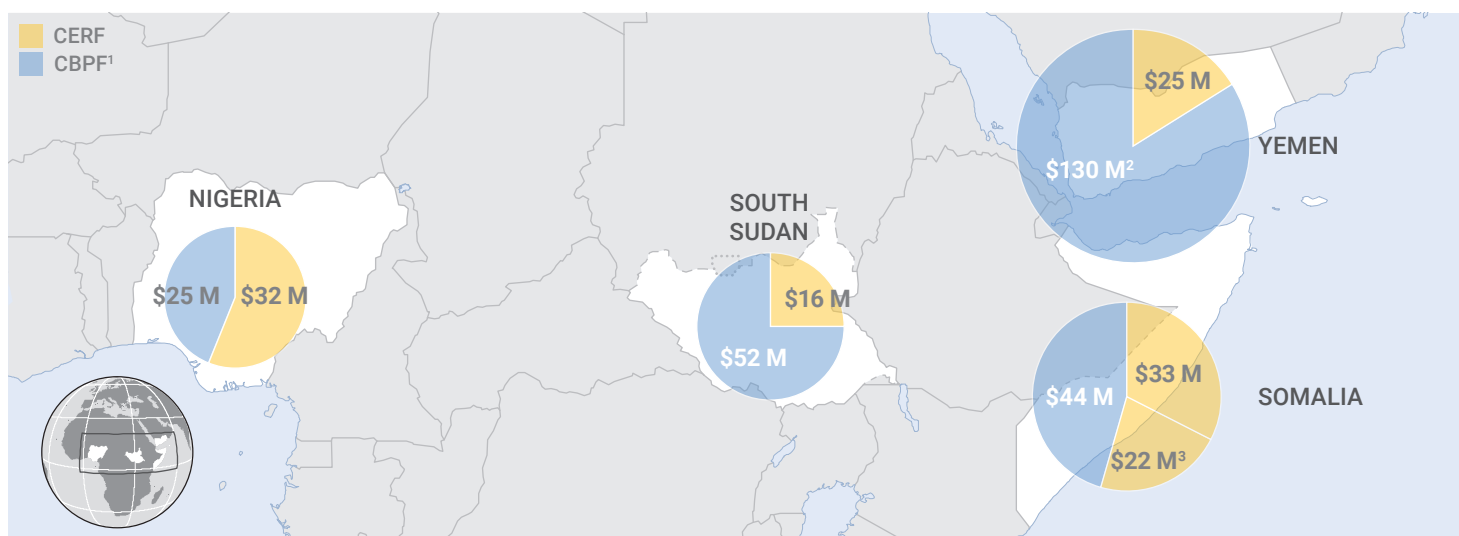 CERF
CBPF¹
$25 M
YEMEN
$130 M²
NIGERIA
SOUTH
SUDAN
$25 M
$32 M
$16 M
$52 M
$33 M
$44 M
SOMALIA
$22 M³